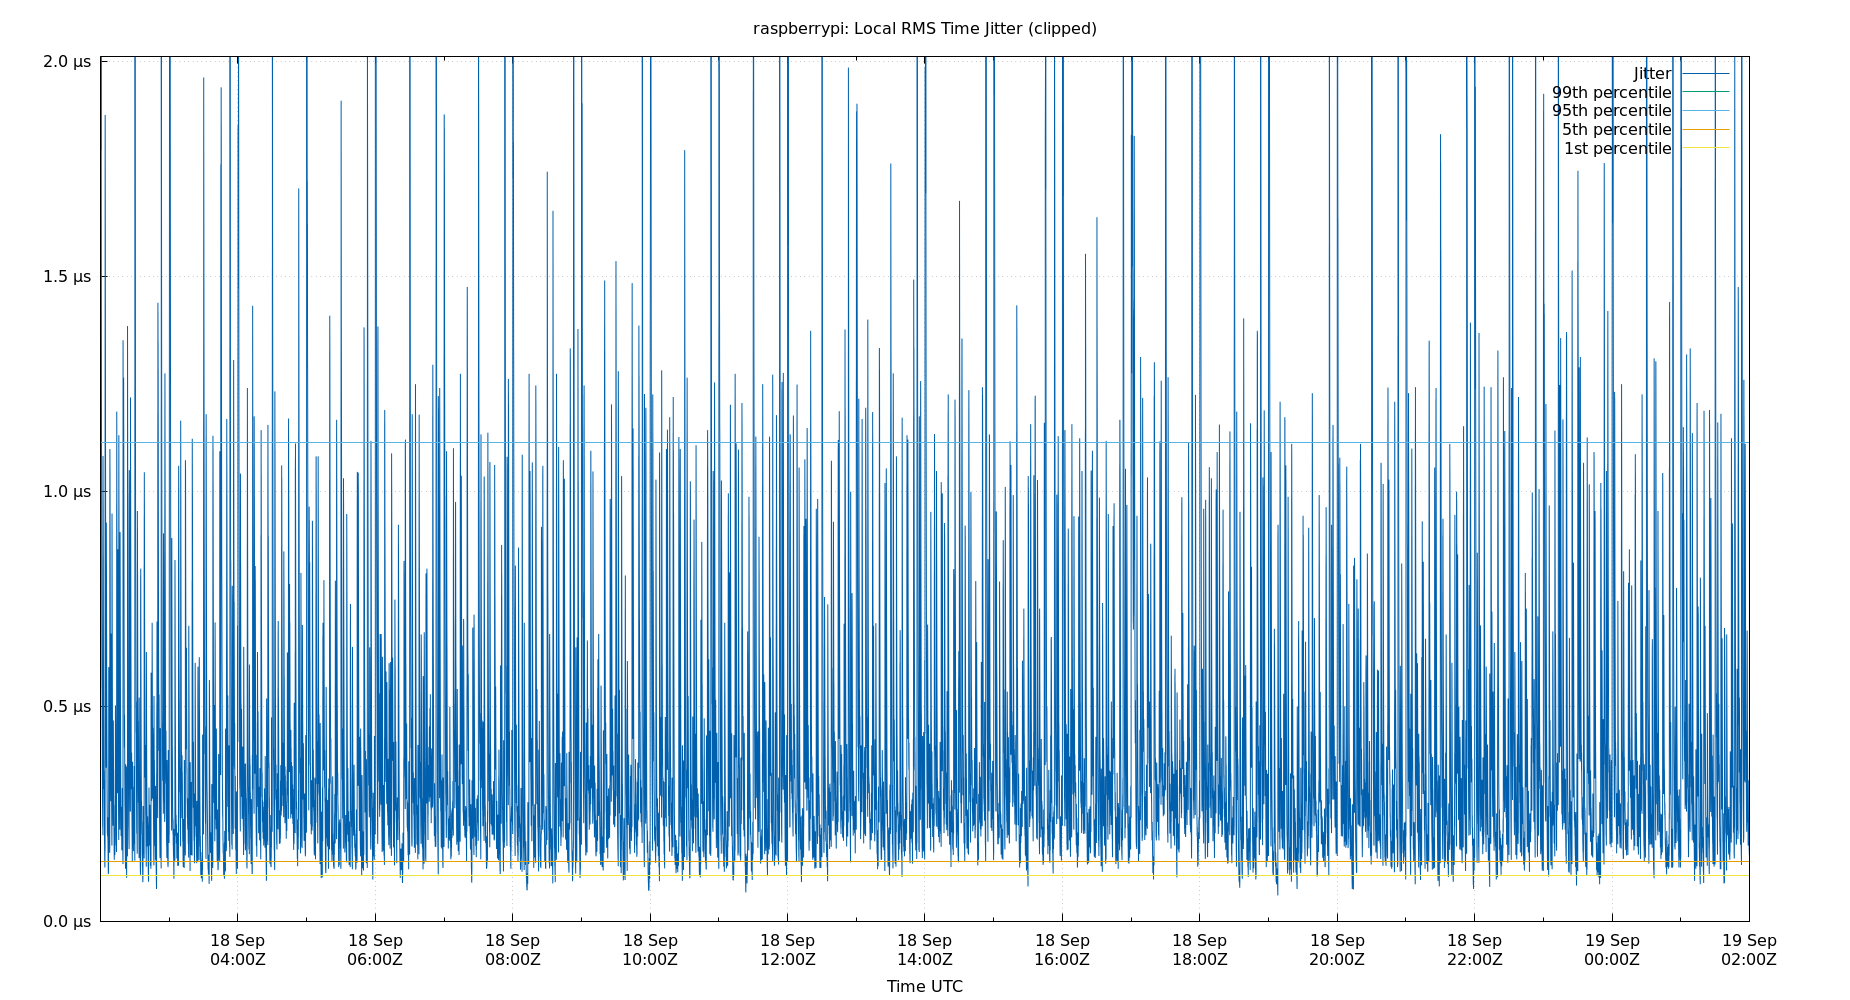 raspberrypi: Local RMS Time Jitter (clipped)
2.0 µs
1.5 µs
1.0 µs
0.5 µs
0.0 µs
Jitter
99th percentile
95th percentile
5th percentile
1st percentile
18 Sep 18 Sep 18 Sep 18 Sep 18 Sep 18 Sep 18 Sep 18 Sep 18 Sep 18 Sep 19 Sep 19 Sep
04:00Z 06:00Z 08:00Z 10:00Z 12:00Z 14:00Z 16:00Z 18:00Z 20:00Z 22:00Z 00:00Z 02:00Z
Time UTC